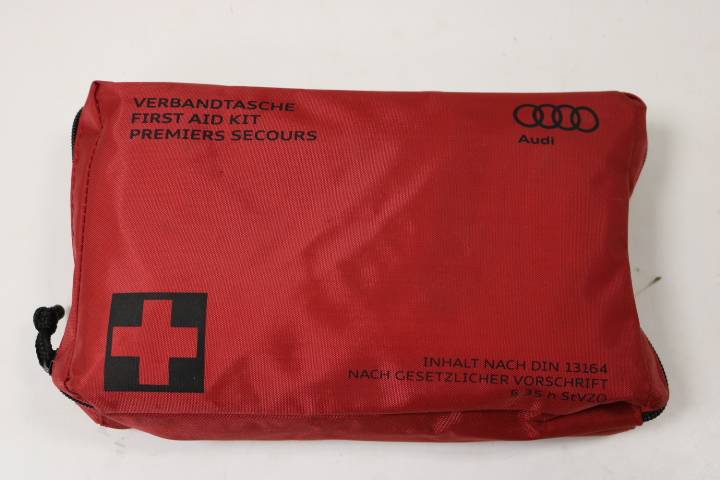 VERBANDTASCHE
FIRST AID KIT
PREMIERS SECOURS
Audi
INHALT NACH DIN 13164
NACH GESETZLICHER VORSCHRIFT
35 h StVZO